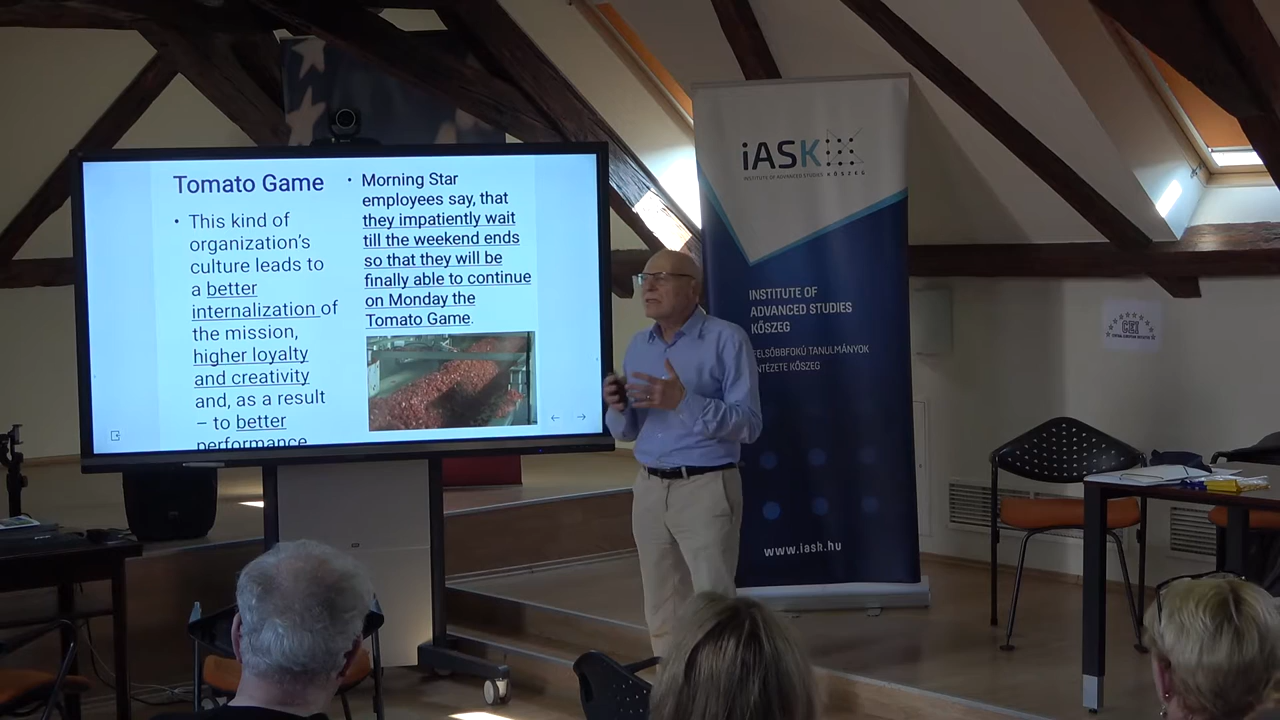 Tomato Game
• This kind of
organization's
culture leads to
a better
internalization of
the mission,
higher loyalty
and creativity
and, as a result
– to better
performance
• Morning Star
employees say, that
they impatiently wait
till the weekend ends
so that they will be
finally able to continue
on Monday the
Tomato Game.
iASK
INSTITUTE OF ADVANCED STUDIES KŐSZEG
INSTITUTE OF
ADVANCED STUDIES
KŐSZEG
FELSŐBBFOKÚ TANULMÁNYOK
INTÉZETE KŐSZEG
www.iask.hu